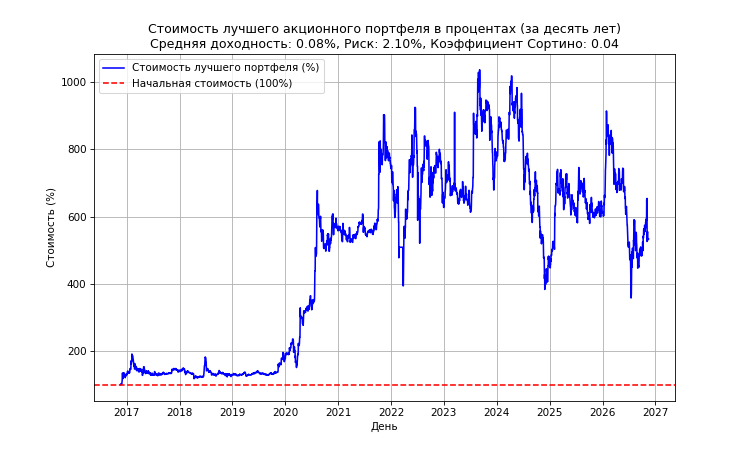 Стоимость лучшего акционного портфеля в процентах (за десять лет)
Средняя доходность: 0.08%, Риск: 2.10%, Коэффициент Сортино: 0.04
Стоимость лучшего портфеля (%)
Начальная стоимость (100%)
Стоимость (%)
1000
800
600
400
200
2017 2018 2019 2020 2021 2022 2023 2024 2025 2026 2027
День